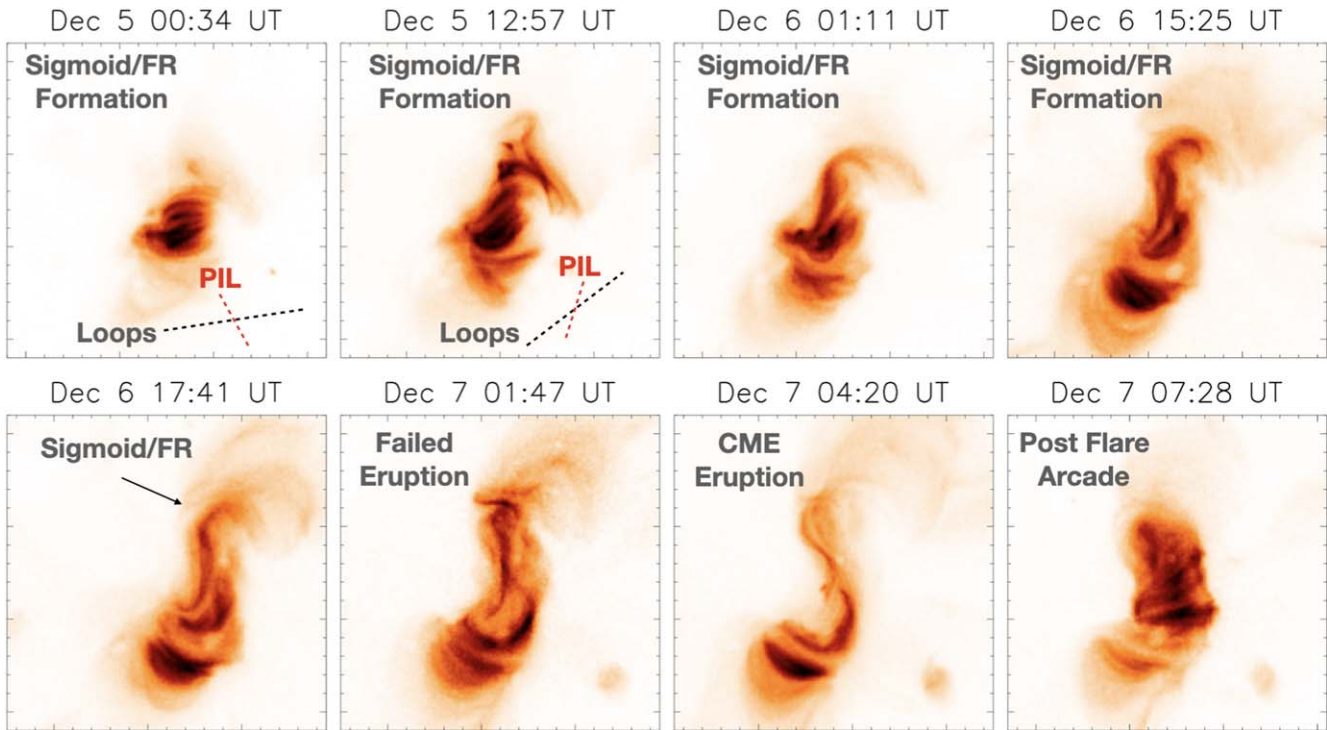 Dec 5 00:34 UT
Dec 5 12:57 UT
Dec 6 01:11 UT
Dec 6 15:25 UT
Sigmoid/FR
Formation
Sigmoid/FR
Formation
Sigmoid/FR
Formation
Sigmoid/FR
Formation
PIL
Loops
PIL
Loops
Dec 6 17:41 UT
Dec 7 01:47 UT
Dec 7 04:20 UT
Dec 7 07:28 UT
Sigmoid/FR
Failed
Eruption
CME
Eruption
Post Flare
Arcade